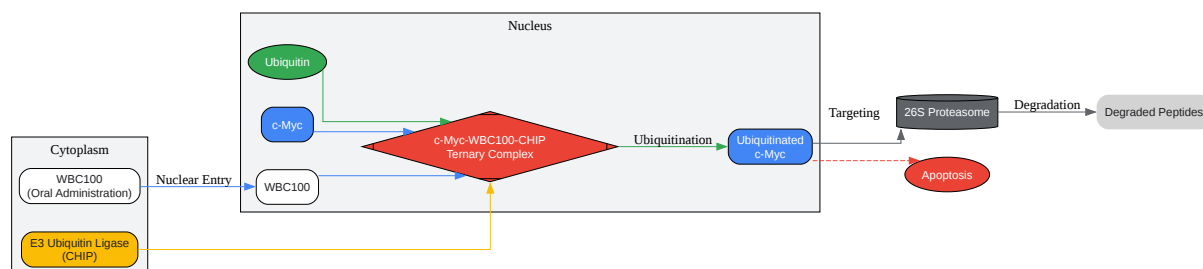 Nucleus
Ubiquitin
c-Myc
c-Myc-WBC100-CHIP
Ternary Complex
Ubiquitination
Ubiquitinated
c-Myc
Targeting
26S Proteasome
Degradation
Degraded Peptides
Apoptosis
Cytoplasm
WBC100
(Oral Administration)
Nuclear Entry
WBC100
E3 Ubiquitin Ligase
(CHIP)